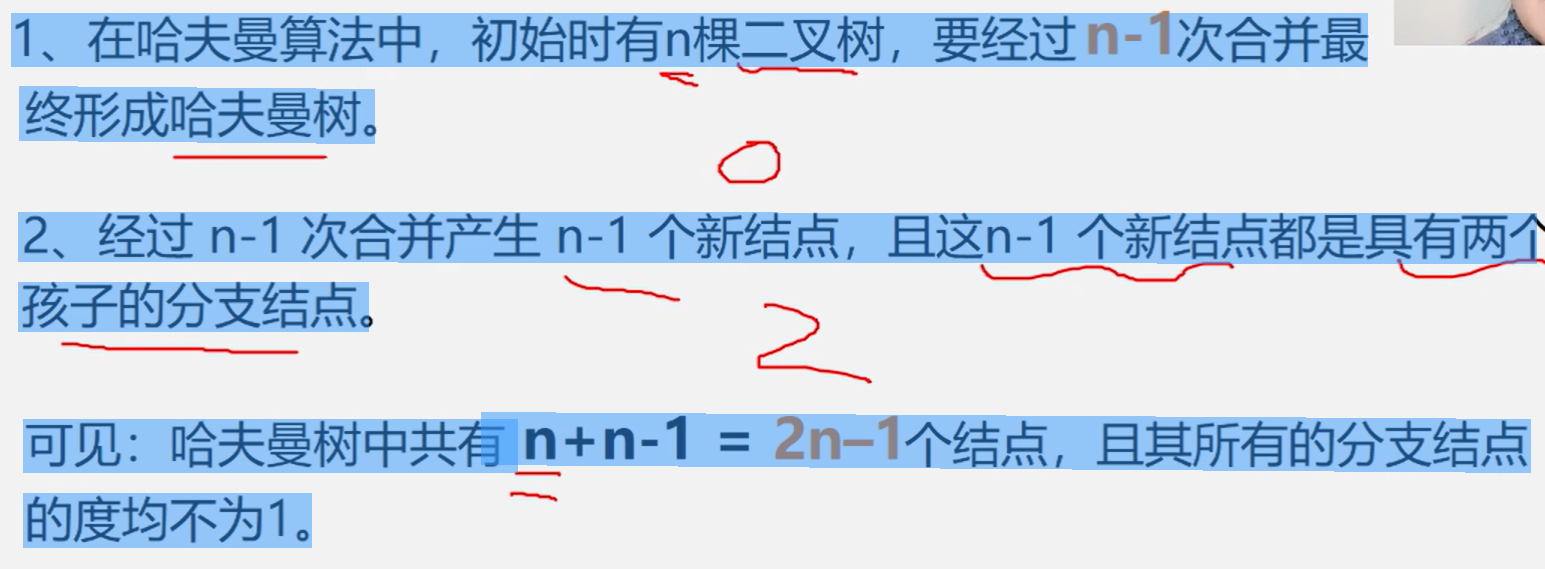 1、在哈夫曼算法中，初始时有n棵二叉树，要经过n-1次合并最
终形成哈夫曼树。
0
2、经过 n-1 次合并产生 n-1 个新结点，且这n-1 个新结点都是具有两个
孩子的分支结点。
2
可见：哈夫曼树中共有 n+n-1 = 2n–1个结点，且其所有的分支结点
的度均不为1。